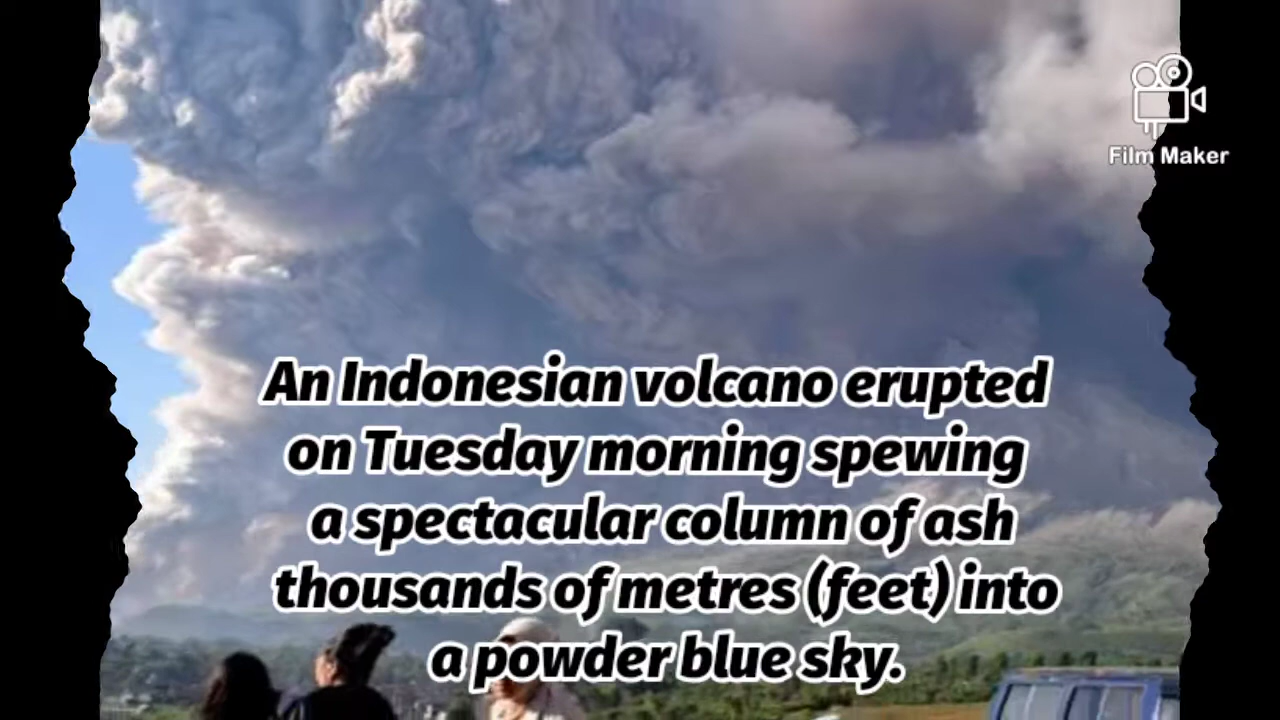 Film Maker
An Indonesian volcano erupted
on Tuesday morning spewing
a spectacular column of ash
thousands of metres (feet) into
a powder blue sky.